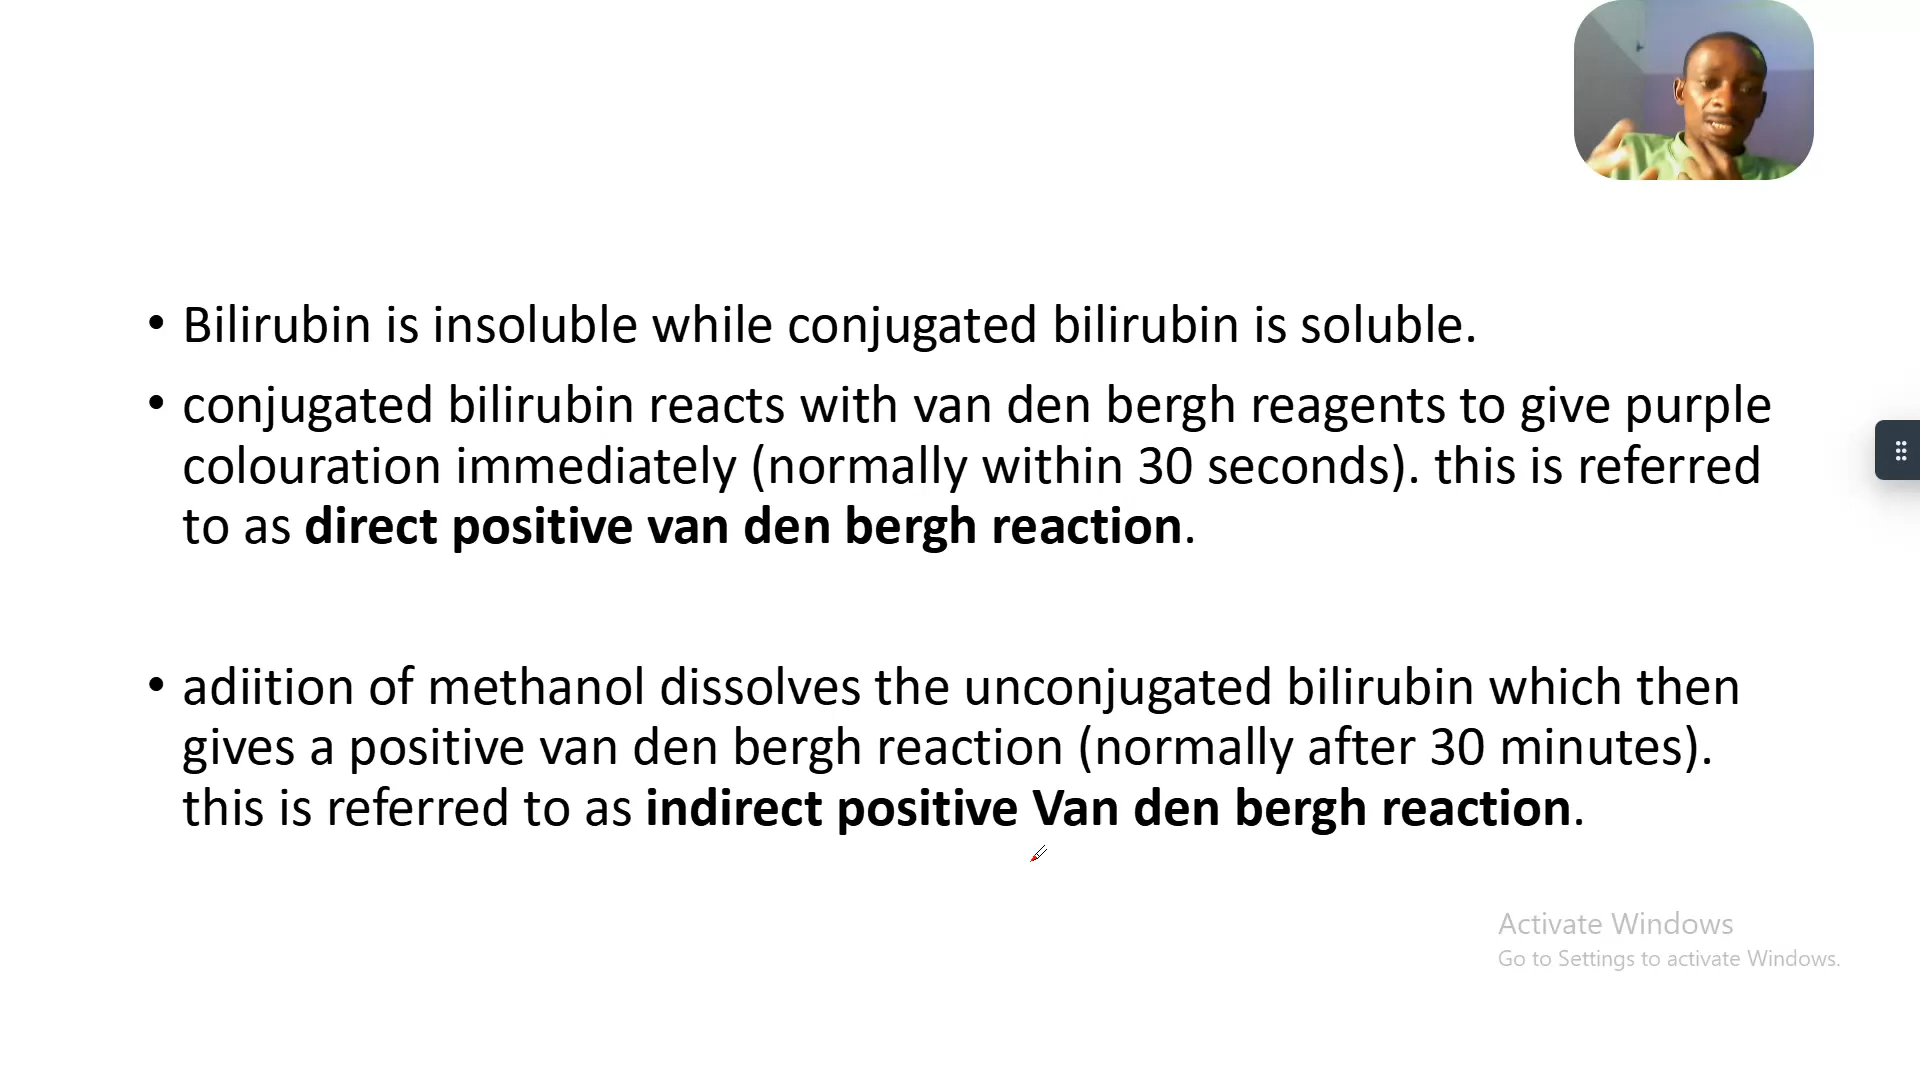 • Bilirubin is insoluble while conjugated bilirubin is soluble.
• conjugated bilirubin reacts with van den bergh reagents to give purple
colouration immediately (normally within 30 seconds). this is referred
to as direct positive van den bergh reaction.
• adiition of methanol dissolves the unconjugated bilirubin which then
gives a positive van den bergh reaction (normally after 30 minutes).
this is referred to as indirect positive Van den bergh reaction.
Activate Windows
Go to Settings to activate Windows.